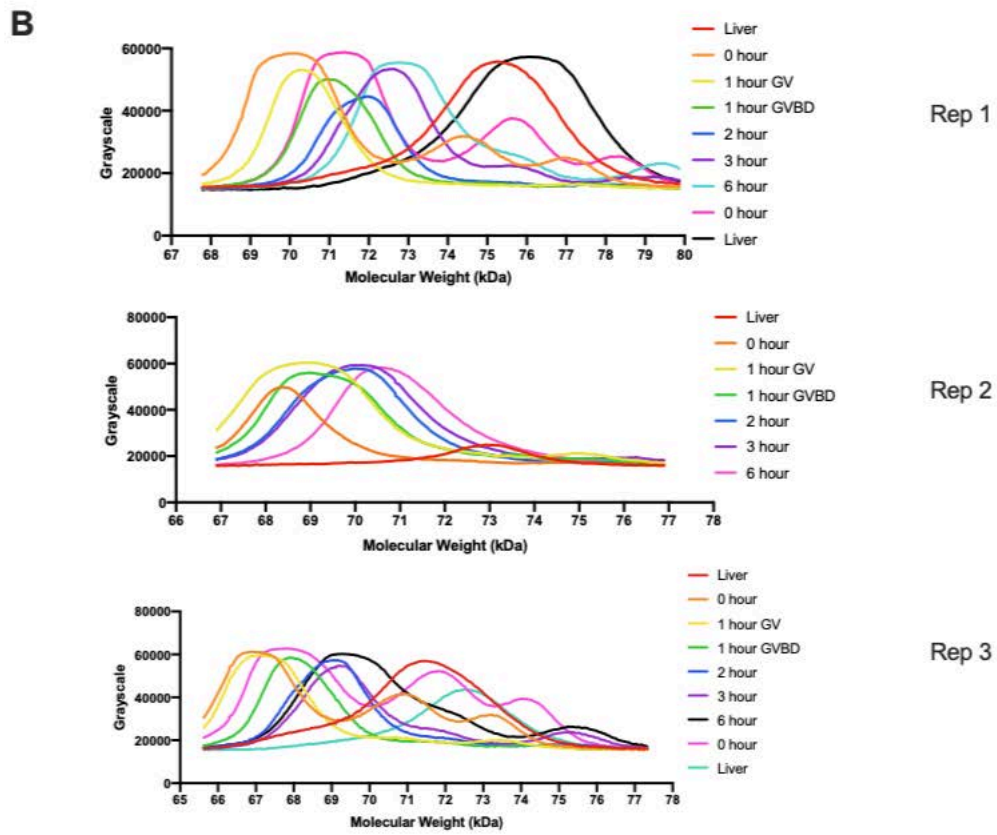 B
60000
40000
20000
0
Grayscale
67 68 69 70 71 72 73 74 75 76 77 78 79 80
Molecular Weight (kDa)
Liver
0 hour
1 hour GV
1 hour GVBD
2 hour
3 hour
6 hour
0 hour
Liver
Rep 1
80000
60000
40000
20000
0
Grayscale
66 67 68 69 70 71 72 73 74 75 76 77 78
Molecular Weight (kDa)
Liver
0 hour
1 hour GV
1 hour GVBD
2 hour
3 hour
6 hour
Rep 2
80000
60000
40000
20000
0
Grayscale
65 66 67 68 69 70 71 72 73 74 75 76 77 78
Molecular Weight (kDa)
Liver
0 hour
1 hour GV
1 hour GVBD
2 hour
3 hour
6 hour
0 hour
Liver
Rep 3